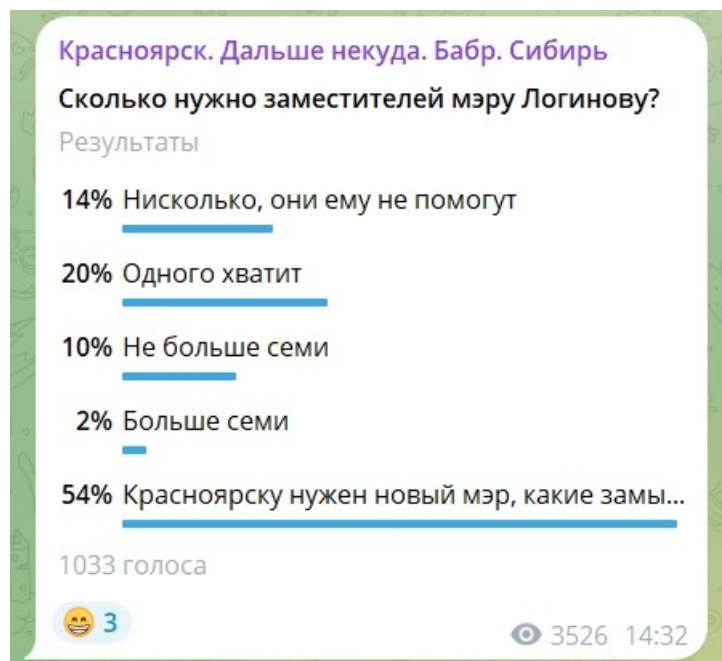 Красноярск. Дальше некуда. Бабр. Сибирь
Сколько нужно заместителей мэру Логинову?
Результаты
14% Нисколько, они ему не помогут
20% Одного хватит
10% Не больше семи
2% Больше семи
54% Красноярску нужен новый мэр, какие замы...
1033 голоса
😁 3
3526 14:32